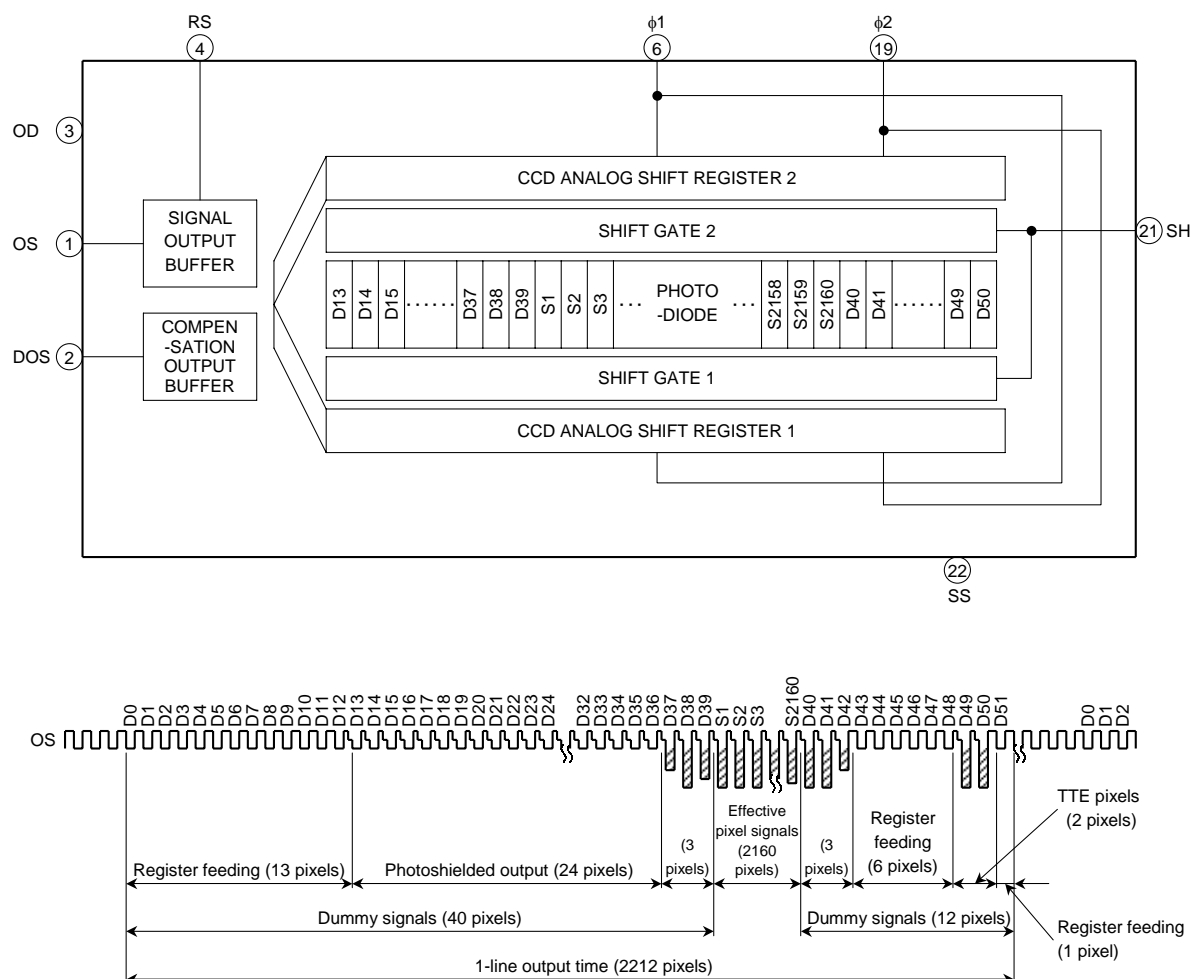 RS
4
ϕ1
6
ϕ2
19
OD 3
OS 1
DOS 2
SIGNAL
OUTPUT
BUFFER
COMPEN
-SATION
OUTPUT
BUFFER
CCD ANALOG SHIFT REGISTER 2
SHIFT GATE 2
D13 D14 D15 ······ D37 D38 D39 S1 S2 S3 ··· PHOTO
-DIODE ··· S2158 S2159 S2160 D40 D41 ······ D49 D50
SHIFT GATE 1
CCD ANALOG SHIFT REGISTER 1
21 SH
22
SS
D0 D1 D2 D3 D4 D5 D6 D7 D8 D9 D10 D11 D12 D13 D14 D15 D16 D17 D18 D19 D20 D21 D22 D23 D24 D32 D33 D34 D35 D36 D37 D38 D39 S1 S2 S3 S2160 D40 D41 D42 D43 D44 D45 D46 D47 D48 D49 D50 D51 D0 D1 D2
OS
Register feeding (13 pixels)
Photoshielded output (24 pixels)
(3
pixels)
Effective
pixel signals
(2160
pixels)
(3
pixels)
Register
feeding
(6 pixels)
TTE pixels
(2 pixels)
Dummy signals (40 pixels)
Dummy signals (12 pixels)
Register feeding
(1 pixel)
1-line output time (2212 pixels)